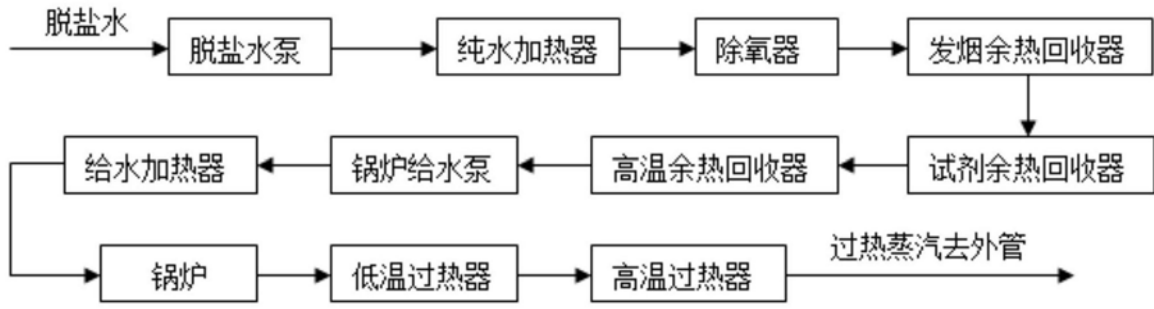 脱盐水
脱盐水泵
纯水加热器
除氧器
发烟余热回收器
试剂余热回收器
高温余热回收器
锅炉给水泵
给水加热器
锅炉
低温过热器
高温过热器
过热蒸汽去外管